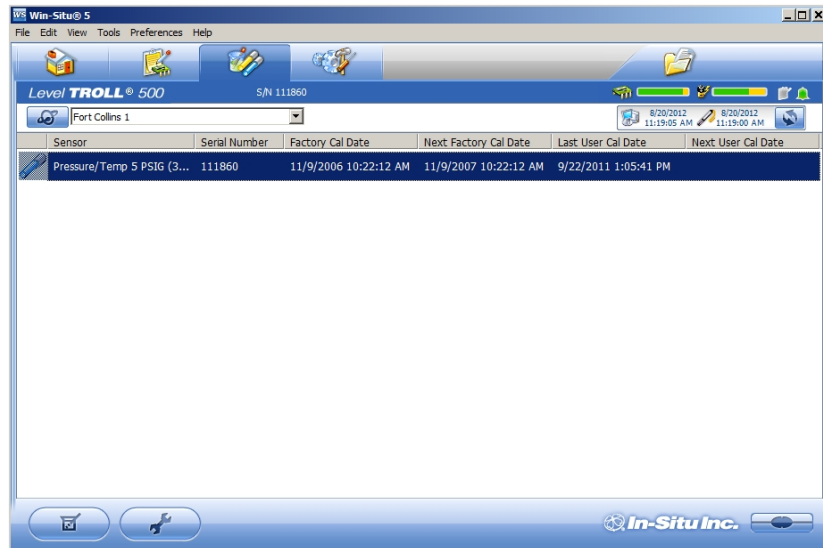 WS Win-Situ® 5
File Edit View Tools Preferences Help
Level TROLL® 500 S/N 111860
Fort Collins 1 8/20/2012 11:19:05 AM 8/20/2012 11:19:00 AM
Sensor Serial Number Factory Cal Date Next Factory Cal Date Last User Cal Date Next User Cal Date
Pressure/Temp 5 PSIG (3... 111860 11/9/2006 10:22:12 AM 11/9/2007 10:22:12 AM 9/22/2011 1:05:41 PM
In-Situ Inc.